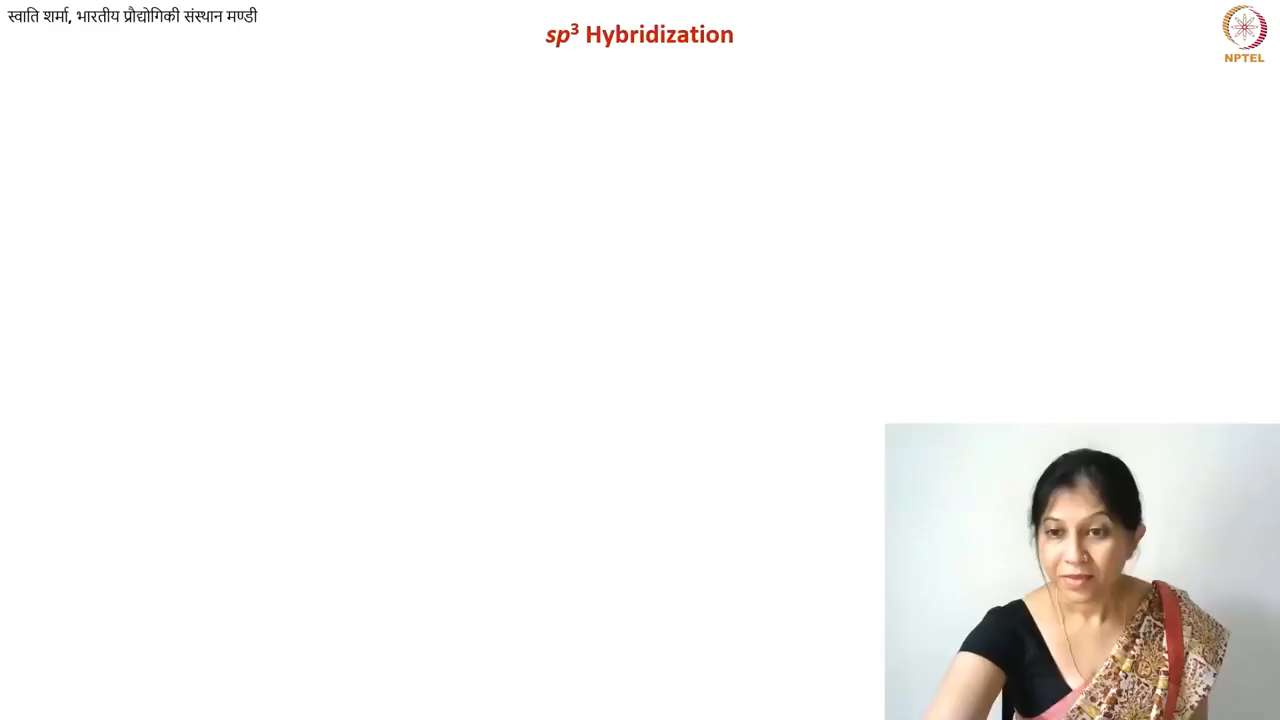 स्वाति शर्मा, भारतीय प्रौद्योगिकी संस्थान मण्डी
sp³ Hybridization
NPTEL